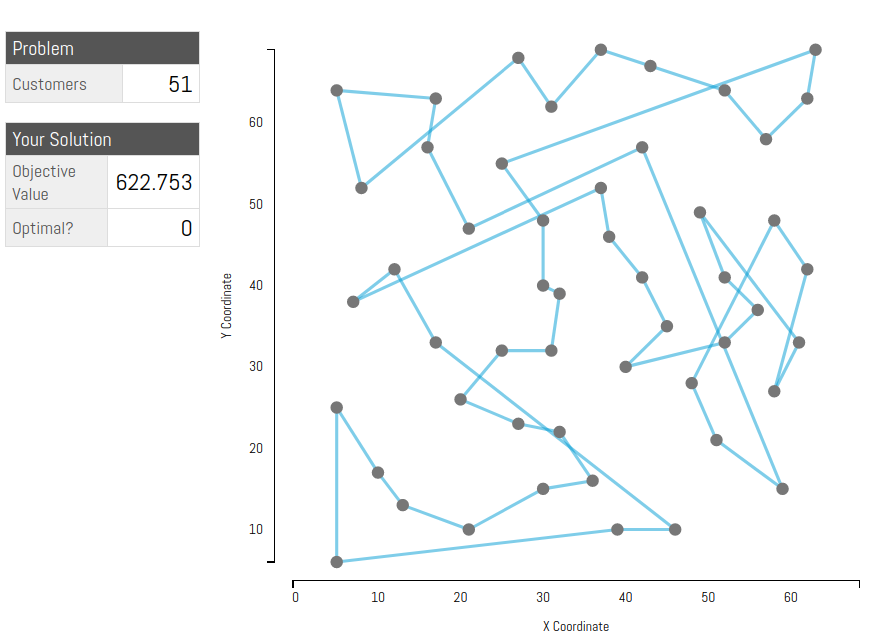 Problem
Customers 51
Your Solution
Objective Value 622.753
Optimal? 0
Y Coordinate
60
50
40
30
20
10
0 10 20 30 40 50 60
X Coordinate